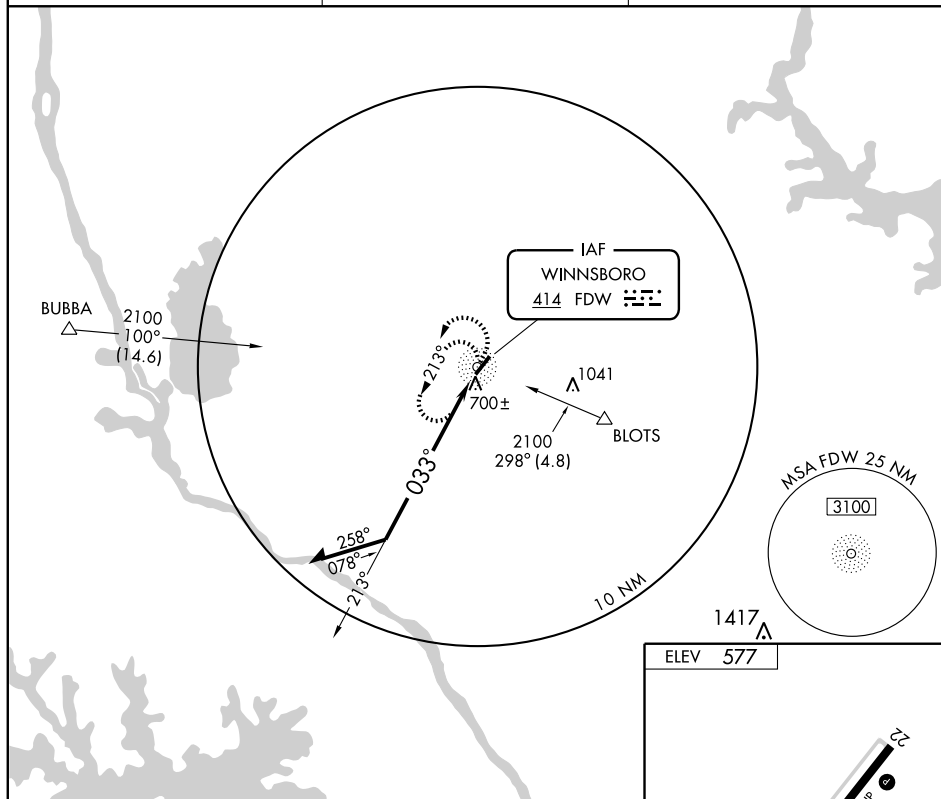 IAF
WINNSBORO
414 FDW
BUBBA
2100
100°
(14.6)
213°
1041
700±
BLOTS
2100
298° (4.8)
033°
MSA FDW 25 NM
3100
258°
078°
213°
10 NM
1417
ELEV 577
22
P